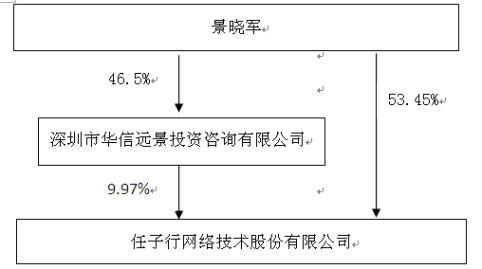 景晓军
46.5%
53.45%
深圳市华信远景投资咨询有限公司
9.97%
任子行网络技术股份有限公司